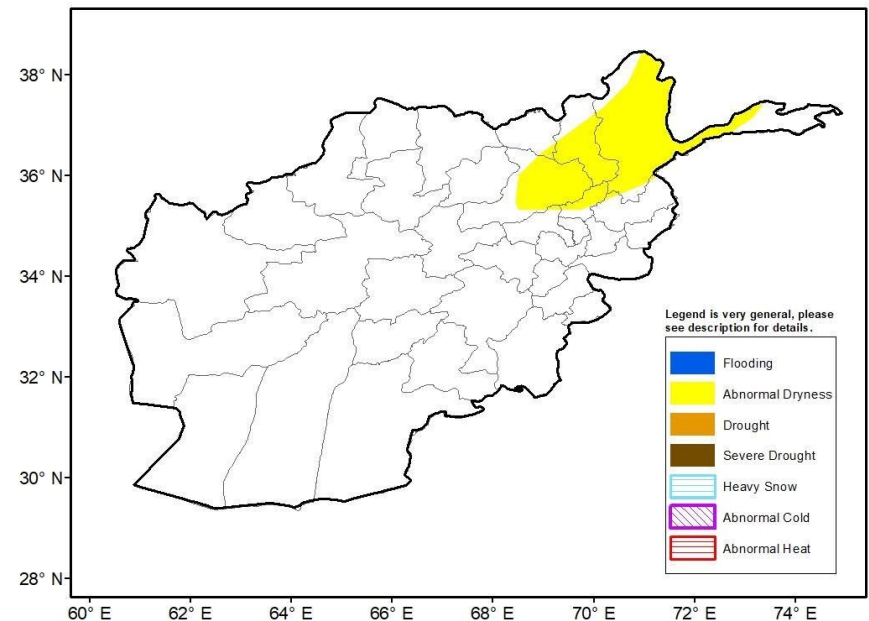 38° N
36° N
34° N
32° N
30° N
28° N
60° E 62° E 64° E 66° E 68° E 70° E 72° E 74° E
Legend is very general, please
see description for details.
Flooding
Abnormal Dryness
Drought
Severe Drought
Heavy Snow
Abnormal Cold
Abnormal Heat